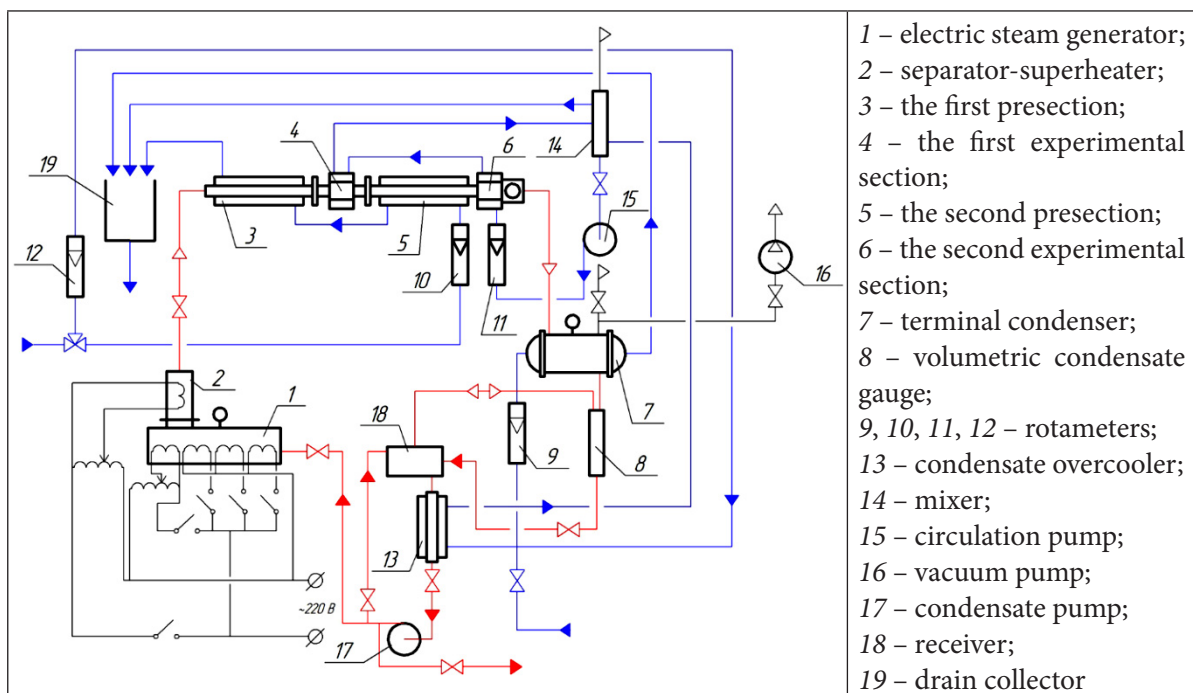 4
6
14
19
15
12
3
5
10
11
16
2
1
7
18
9
8
13
~220 В
17
1 – electric steam generator;
2 – separator-superheater;
3 – the first presection;
4 – the first experimental
section;
5 – the second presection;
6 – the second experimental
section;
7 – terminal condenser;
8 – volumetric condensate
gauge;
9, 10, 11, 12 – rotameters;
13 – condensate overcooler;
14 – mixer;
15 – circulation pump;
16 – vacuum pump;
17 – condensate pump;
18 – receiver;
19 – drain collector